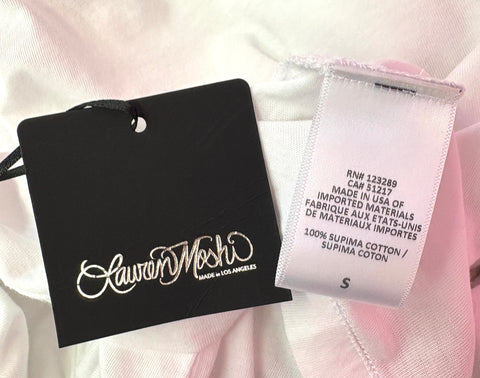 Lauren Moshi
MADE in LOS ANGELES
RN# 123289
CA# 51217
MADE IN USA OF
IMPORTED MATERIALS
FABRIQUE AUX ETATS-UNIS
DE MATERIAUX IMPORTES
100% SUPIMA COTTON /
SUPIMA COTON
S